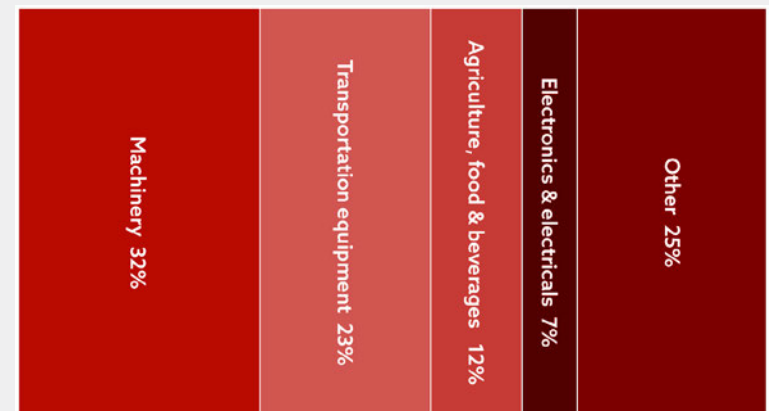 Machinery 32%
Transportation equipment 23%
Agriculture, food & beverages 12%
Electronics & electricals 7%
Other 25%